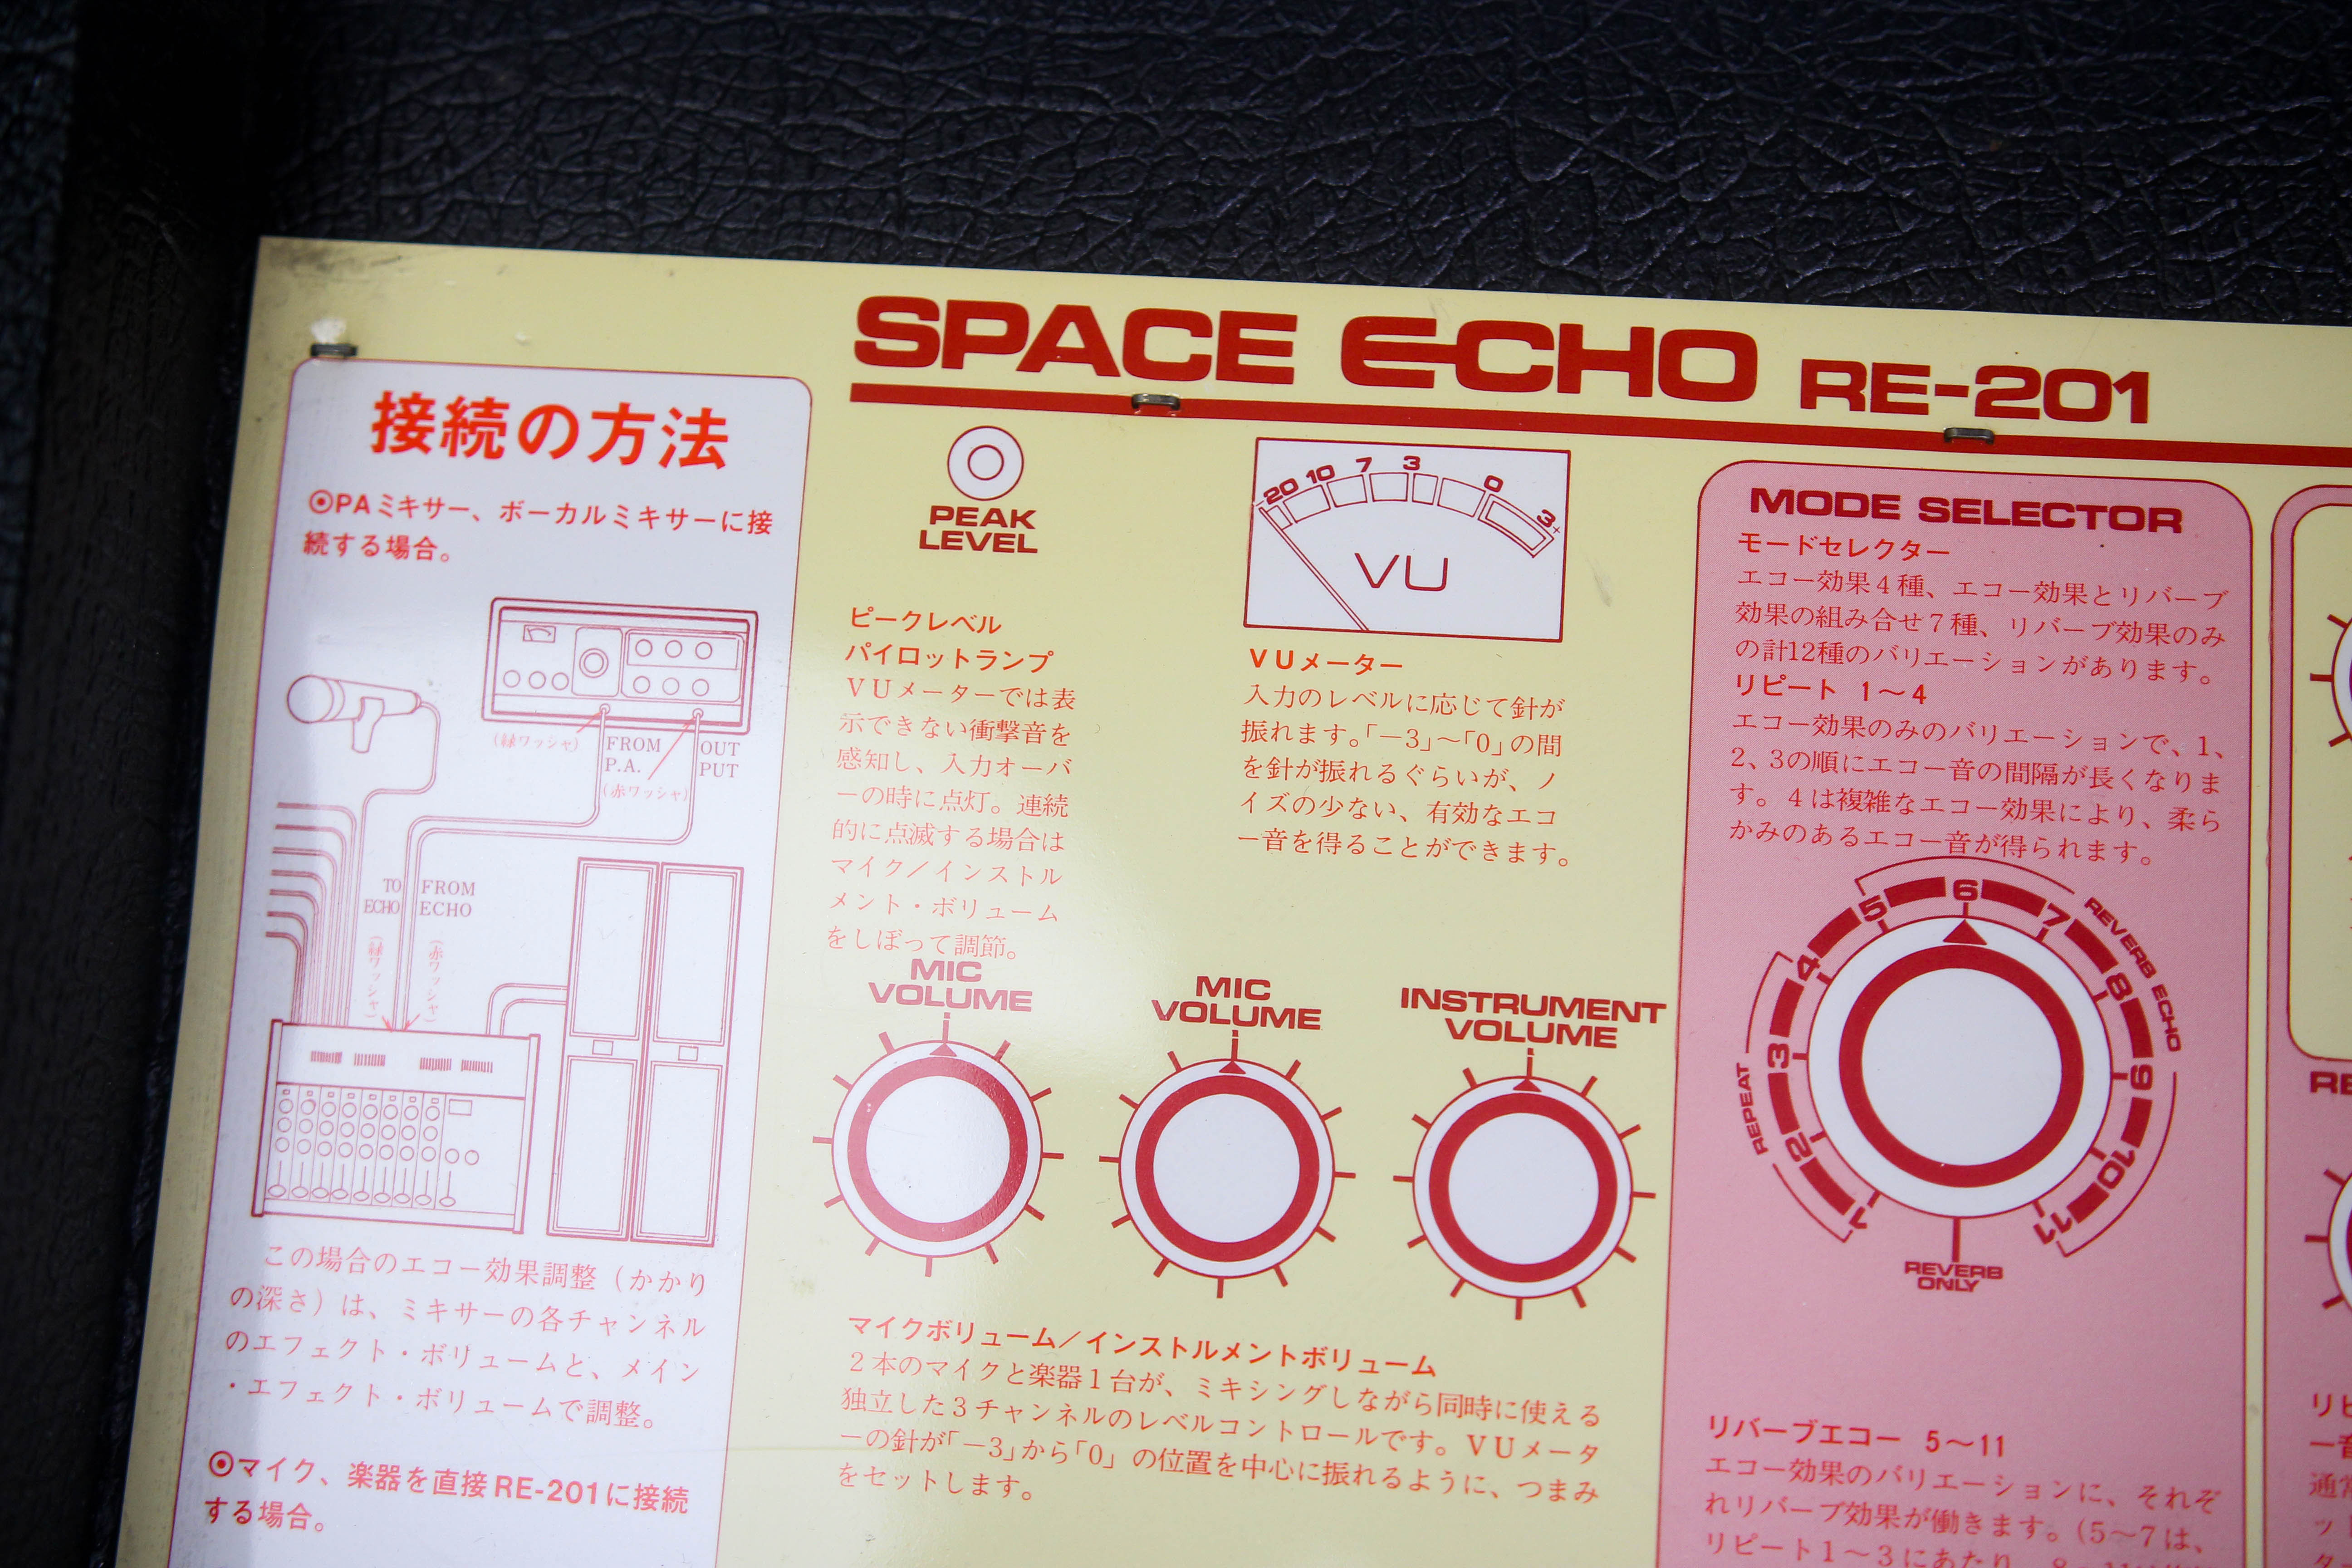 SPACE ECHO RE-201
接続の方法
⦿PAミキサー、ボーカルミキサーに接
続する場合。
(緑ワッシャ)
FROM
P.A.
OUT
PUT
(赤ワッシャ)
TO
ECHO
FROM
ECHO
(緑ワッシャ)
(赤ワッシャ)
この場合のエコー効果調整(かかり
の深さ)は、ミキサーの各チャンネル
のエフェクト・ボリュームと、メイン
・エフェクト・ボリュームで調整。
⦿マイク、楽器を直接RE-201に接続
する場合。
PEAK
LEVEL
ピークレベル
パイロットランプ
VUメーターでは表
示できない衝撃音を
感知し、入力オーバ
ーの時に点灯。連続
的に点滅する場合は
マイク/インストル
メント・ボリューム
をしぼって調節。
-20 10 7 3 0 3+
VU
VUメーター
入力のレベルに応じて針が
振れます。「-3」~「0」の間
を針が振れるぐらいが、ノ
イズの少ない、有効なエコ
ー音を得ることができます。
MIC
VOLUME
MIC
VOLUME
INSTRUMENT
VOLUME
マイクボリューム/インストルメントボリューム
2本のマイクと楽器1台が、ミキシングしながら同時に使える
独立した3チャンネルのレベルコントロールです。VUメータ
ーの針が「-3」から「0」の位置を中心に振れるように、つまみ
をセットします。
MODE SELECTOR
モードセレクター
エコー効果4種、エコー効果とリバーブ
効果の組み合せ7種、リバーブ効果のみ
の計12種のバリエーションがあります。
リピート 1~4
エコー効果のみのバリエーションで、1、
2、3の順にエコー音の間隔が長くなりま
す。4は複雑なエコー効果により、柔ら
かみのあるエコー音が得られます。
1 2 3 4 5 6 7 8 9 10 11
REPEAT
REVERB ECHO
REVERB
ONLY
リバーブエコー 5~11
エコー効果のバリエーションに、それぞ
れリバーブ効果が働きます。(5~7は、
リピート1~3にあたり
RE
リピ
ー音
通常
ッ